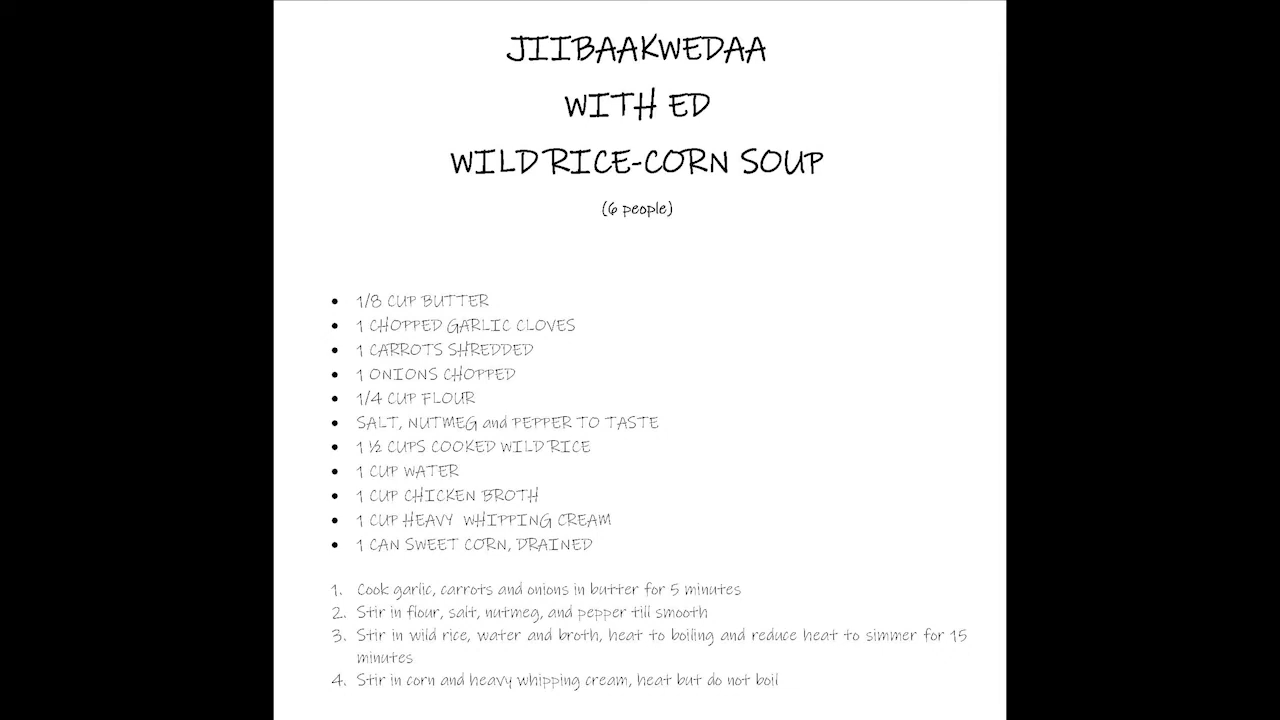 JIIBAAKWEDAA
WITH ED
WILD RICE-CORN SOUP
(6 people)
• 1/8 CUP BUTTER
• 1 CHOPPED GARLIC CLOVES
• 1 CARROTS SHREDDED
• 1 ONIONS CHOPPED
• 1/4 CUP FLOUR
• SALT, NUTMEG and PEPPER TO TASTE
• 1 ½ CUPS COOKED WILD RICE
• 1 CUP WATER
• 1 CUP CHICKEN BROTH
• 1 CUP HEAVY WHIPPING CREAM
• 1 CAN SWEET CORN, DRAINED
1. Cook garlic, carrots and onions in butter for 5 minutes
2. Stir in flour, salt, nutmeg, and pepper till smooth
3. Stir in wild rice, water and broth, heat to boiling and reduce heat to simmer for 15
minutes
4. Stir in corn and heavy whipping cream, heat but do not boil